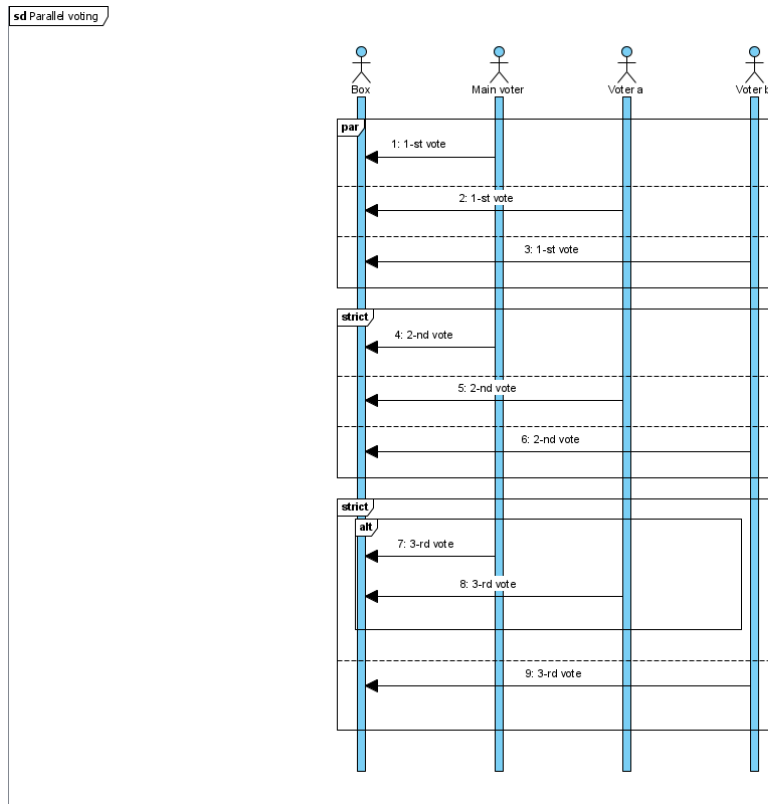 sd Parallel voting
Box
Main voter
Voter a
Voter b
par
1: 1-st vote
2: 1-st vote
3: 1-st vote
strict
4: 2-nd vote
5: 2-nd vote
6: 2-nd vote
strict
alt
7: 3-rd vote
8: 3-rd vote
9: 3-rd vote